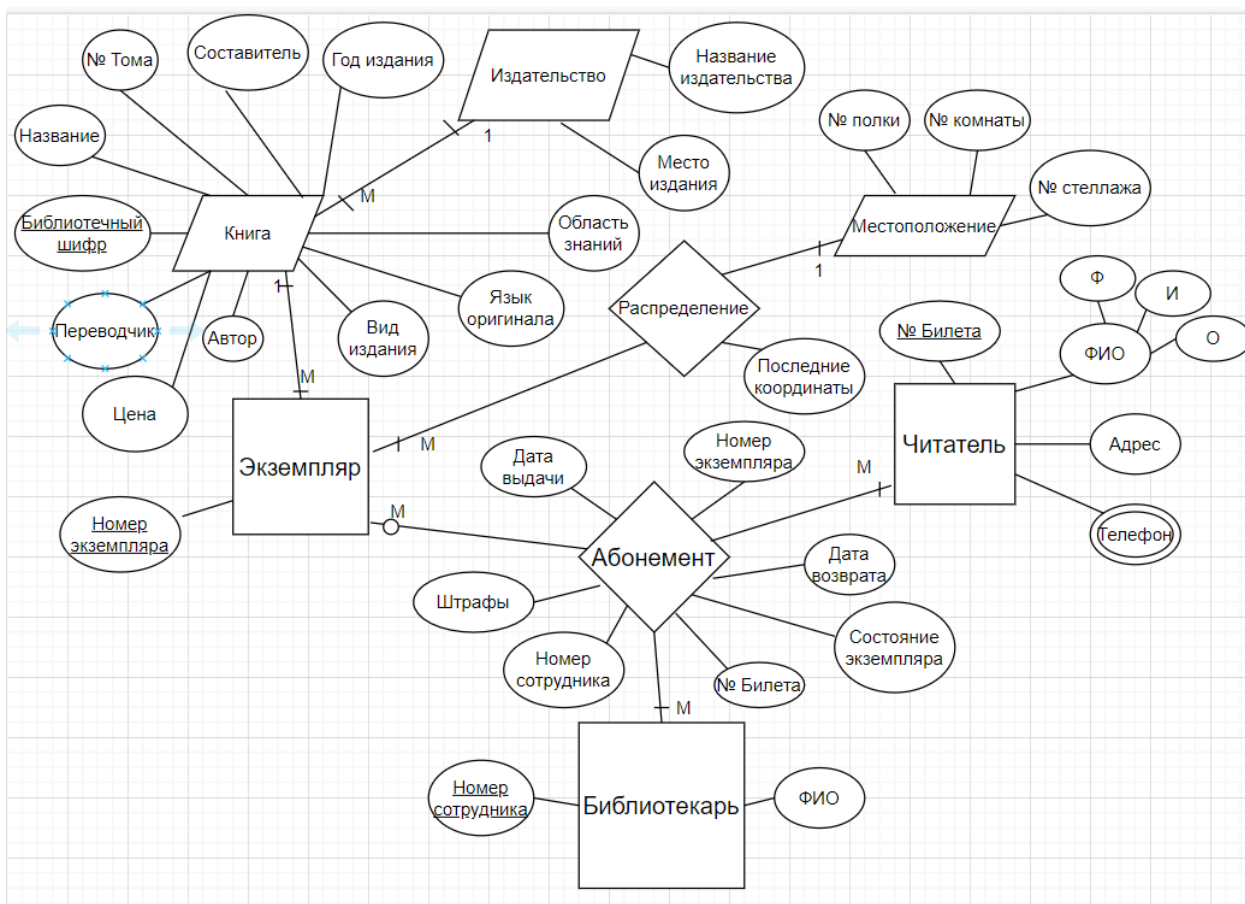 № Тома
Составитель
Год издания
Издательство
Название
издательства
Название
1
М
Место
издания
№ полки
№ комнаты
№ стеллажа
Библиотечный
шифр
Книга
Область
знаний
Местоположение
1
1
Язык
оригинала
Распределение
Ф
И
О
ФИО
Переводчик
Автор
Вид
издания
№ Билета
Последние
координаты
М
Цена
Экземпляр
М
Номер
экземпляра
Читатель
Адрес
Дата
выдачи
М
Номер
экземпляра
М
Телефон
Абонемент
Дата
возврата
Штрафы
Состояние
экземпляра
Номер
сотрудника
№ Билета
М
Номер
сотрудника
Библиотекарь
ФИО